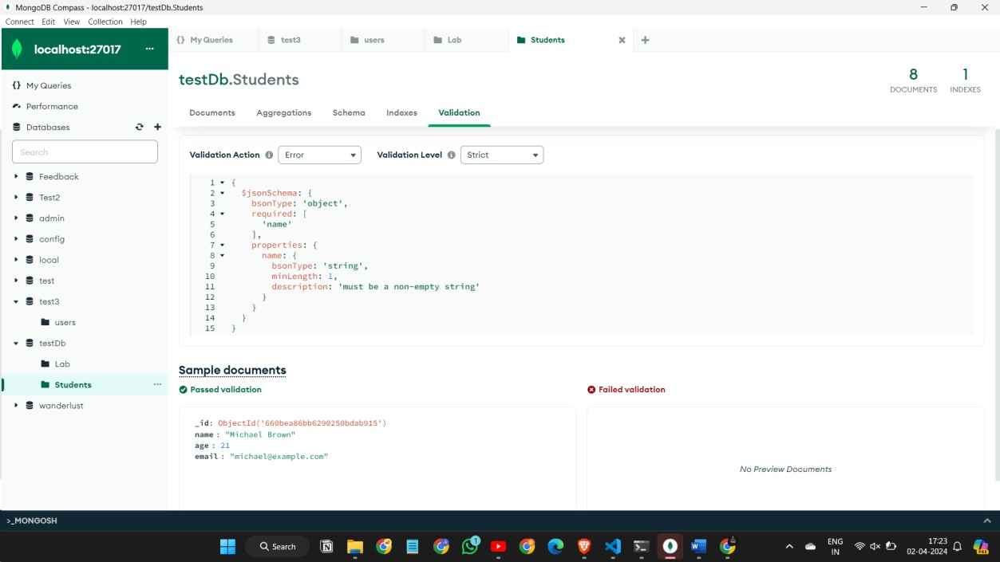 MongoDB Compass - localhost:27017/testDb.Students
Connect Edit View Collection Help
localhost:27017 ...
{} My Queries
test3
users
Lab
Students
My Queries
Performance
Databases
Search
Feedback
Test2
admin
config
local
test
test3
users
testDb
Lab
Students ...
wanderlust
testDb.Students
8
DOCUMENTS
1
INDEXES
Documents Aggregations Schema Indexes Validation
Validation Action Error Validation Level Strict
1 {
2 $jsonSchema: {
3 bsonType: 'object',
4 required: [
5 'name'
6 ],
7 properties: {
8 name: {
9 bsonType: 'string',
10 minLength: 1,
11 description: 'must be a non-empty string'
12 }
13 }
14 }
15 }
Sample documents
Passed validation
_id: ObjectId('660bea86bb6290250bdab915')
name : "Michael Brown"
age : 21
email : "michael@example.com"
Failed validation
No Preview Documents
>_MONGOSH
Search
1
ENG
IN
17:23
02-04-2024